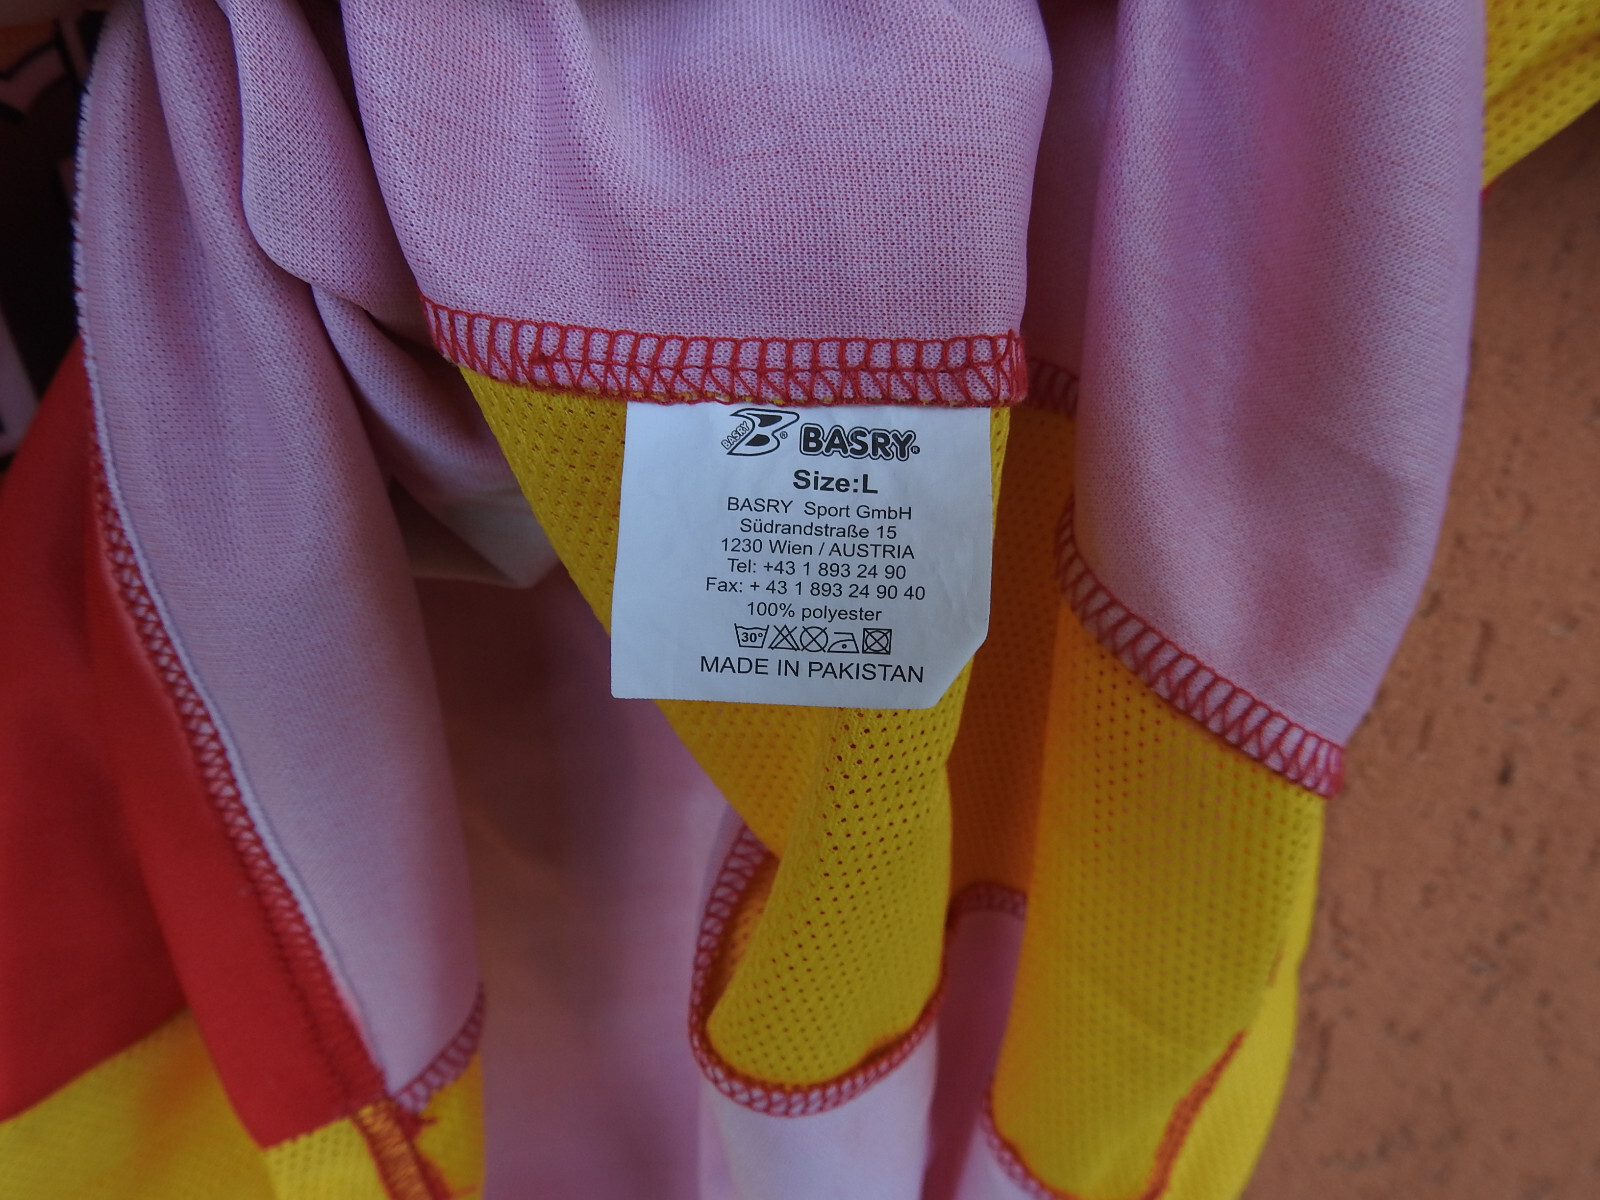 BASRY® BASRY®
Size:L
BASRY Sport GmbH
Südrandstraße 15
1230 Wien / AUSTRIA
Tel: +43 1 893 24 90
Fax: + 43 1 893 24 90 40
100% polyester
30°
MADE IN PAKISTAN